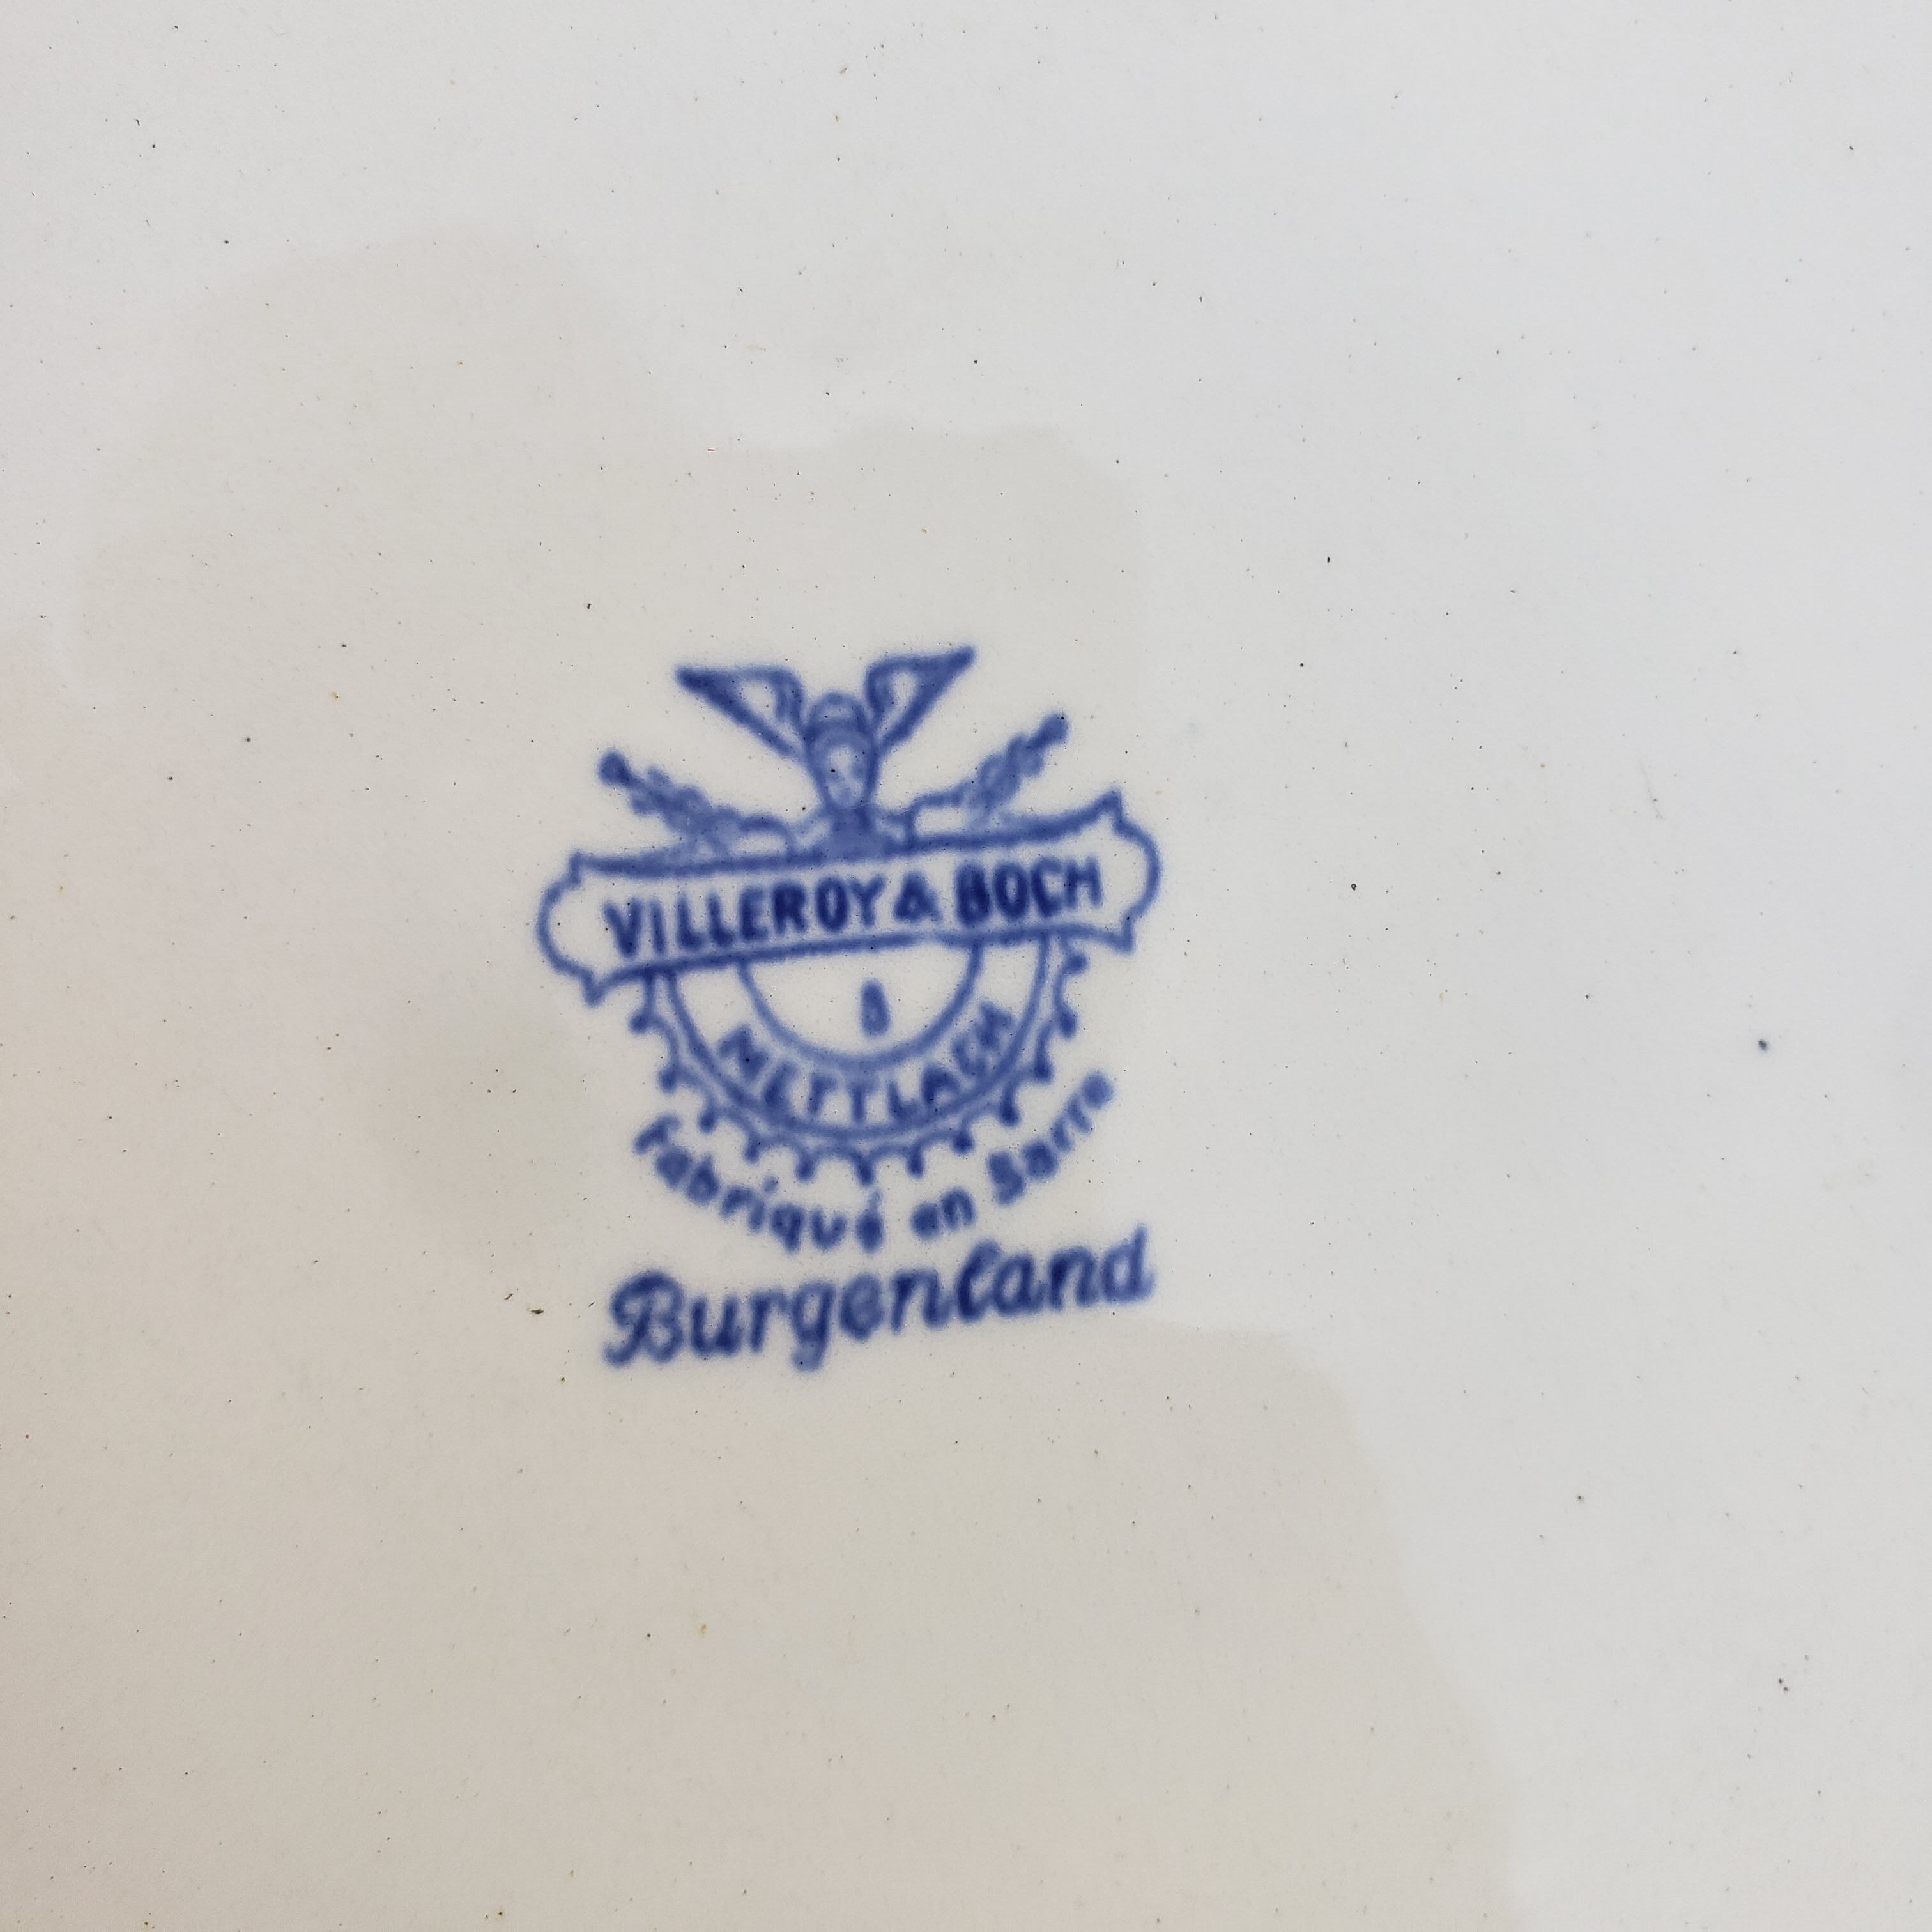 VILLEROY & BOCH
METTLACH
Fabriqué en Sarre
Burgenland